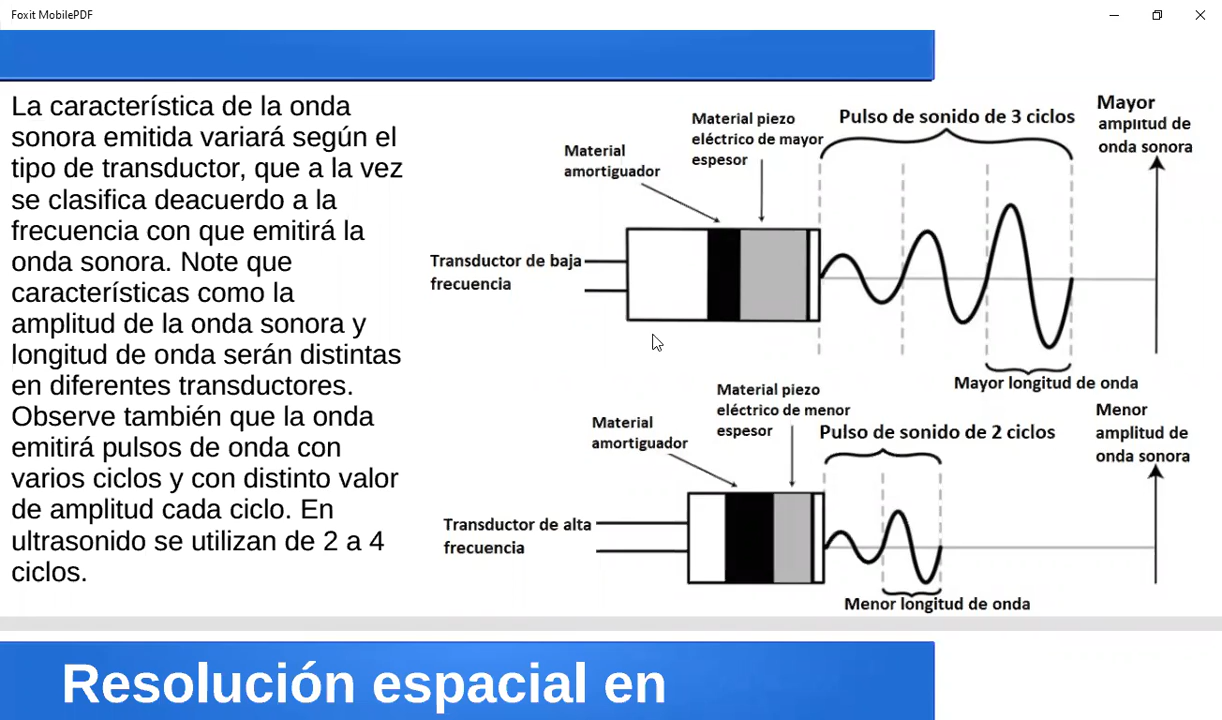 Foxit MobilePDF
La característica de la onda
sonora emitida variará según el
tipo de transductor, que a la vez
se clasifica deacuerdo a la
frecuencia con que emitirá la
onda sonora. Note que
características como la
amplitud de la onda sonora y
longitud de onda serán distintas
en diferentes transductores.
Observe también que la onda
emitirá pulsos de onda con
varios ciclos y con distinto valor
de amplitud cada ciclo. En
ultrasonido se utilizan de 2 a 4
ciclos.
Material
amortiguador
Material piezo
eléctrico de mayor
espesor
Pulso de sonido de 3 ciclos
Mayor
amplitud de
onda sonora
Transductor de baja
frecuencia
Mayor longitud de onda
Material
amortiguador
Material piezo
eléctrico de menor
espesor
Pulso de sonido de 2 ciclos
Menor
amplitud de
onda sonora
Transductor de alta
frecuencia
Menor longitud de onda
Resolución espacial en